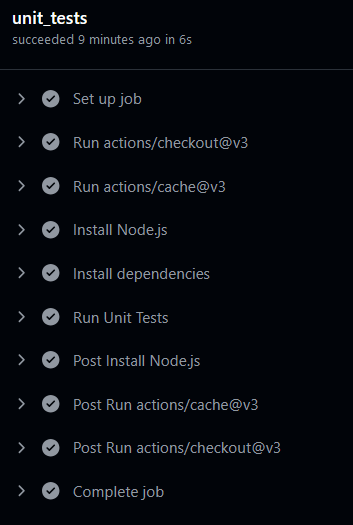 unit_tests
succeeded 9 minutes ago in 6s
Set up job
Run actions/checkout@v3
Run actions/cache@v3
Install Node.js
Install dependencies
Run Unit Tests
Post Install Node.js
Post Run actions/cache@v3
Post Run actions/checkout@v3
Complete job